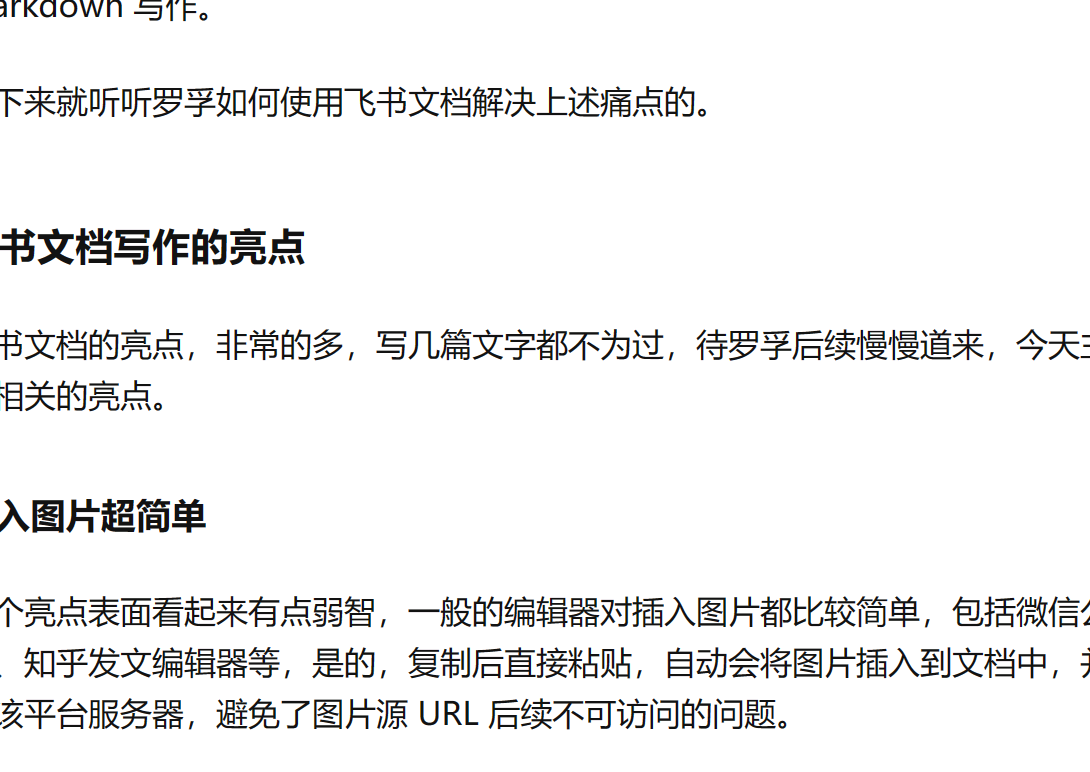 arkdown 写作。
下来就听听罗孚如何使用飞书文档解决上述痛点的。
书文档写作的亮点
书文档的亮点，非常的多，写几篇文字都不为过，待罗孚后续慢慢道来，今天主
相关的亮点。
入图片超简单
个亮点表面看起来有点弱智，一般的编辑器对插入图片都比较简单，包括微信公
、知乎发文编辑器等，是的，复制后直接粘贴，自动会将图片插入到文档中，并
该平台服务器，避免了图片源 URL 后续不可访问的问题。